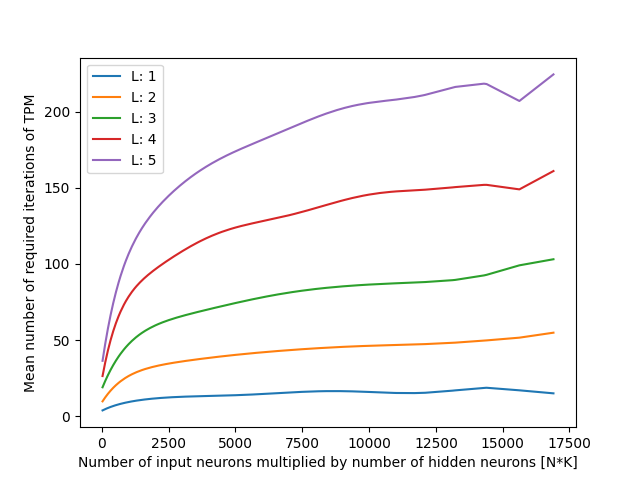 L: 1
L: 2
L: 3
L: 4
L: 5
200
150
100
50
0
Mean number of required iterations of TPM
0 2500 5000 7500 10000 12500 15000 17500
Number of input neurons multiplied by number of hidden neurons [N*K]